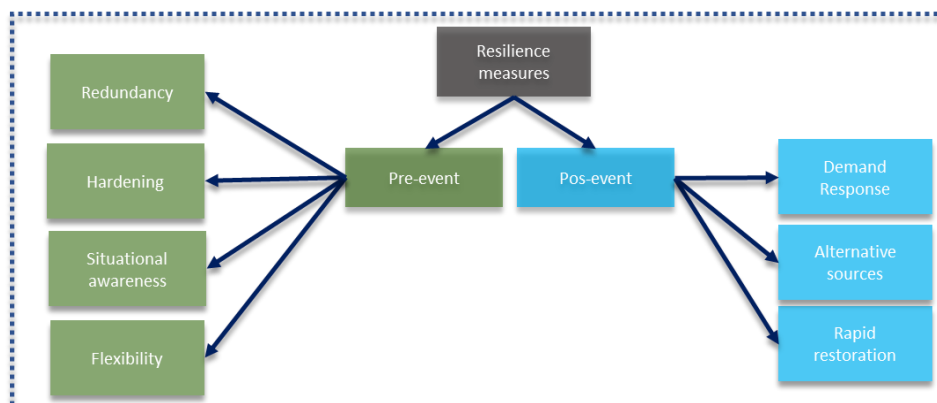 Resilience
measures
Redundancy
Hardening
Situational
awareness
Flexibility
Pre-event
Pos-event
Demand
Response
Alternative
sources
Rapid
restoration